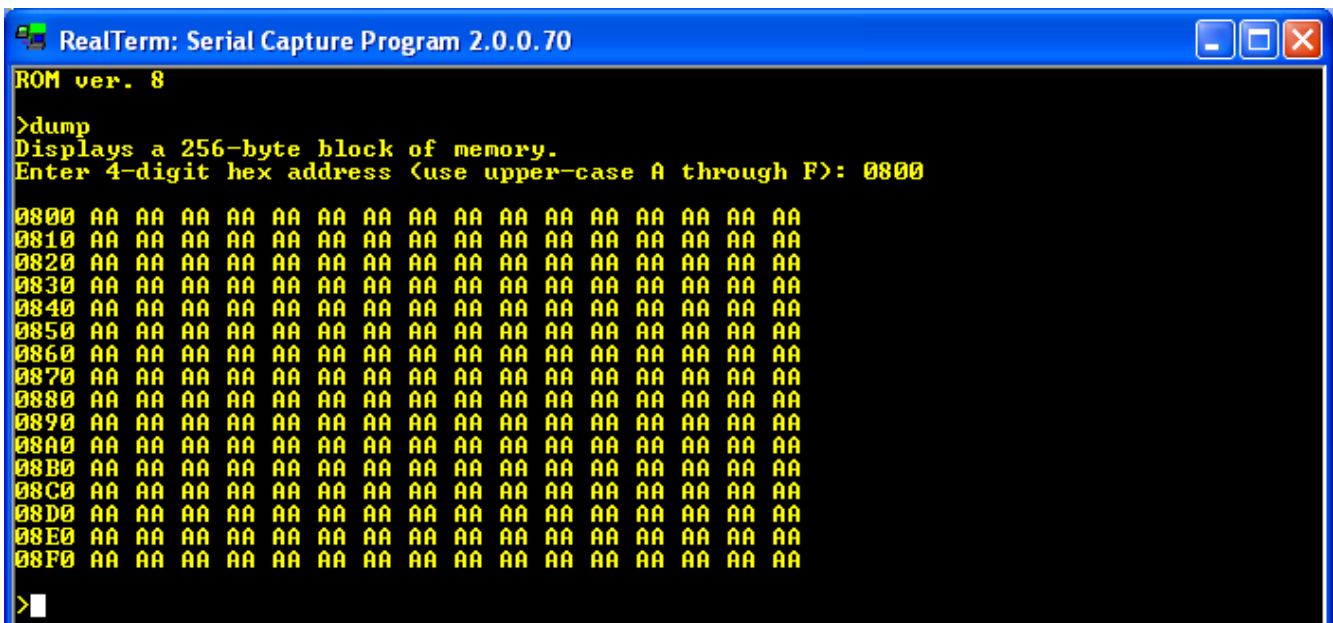 RealTerm: Serial Capture Program 2.0.0.70
ROM ver. 8
>dump
Displays a 256-byte block of memory.
Enter 4-digit hex address (use upper-case A through F): 0800
0800 AA AA AA AA AA AA AA AA AA AA AA AA AA AA AA AA
0810 AA AA AA AA AA AA AA AA AA AA AA AA AA AA AA AA
0820 AA AA AA AA AA AA AA AA AA AA AA AA AA AA AA AA
0830 AA AA AA AA AA AA AA AA AA AA AA AA AA AA AA AA
0840 AA AA AA AA AA AA AA AA AA AA AA AA AA AA AA AA
0850 AA AA AA AA AA AA AA AA AA AA AA AA AA AA AA AA
0860 AA AA AA AA AA AA AA AA AA AA AA AA AA AA AA AA
0870 AA AA AA AA AA AA AA AA AA AA AA AA AA AA AA AA
0880 AA AA AA AA AA AA AA AA AA AA AA AA AA AA AA AA
0890 AA AA AA AA AA AA AA AA AA AA AA AA AA AA AA AA
08A0 AA AA AA AA AA AA AA AA AA AA AA AA AA AA AA AA
08B0 AA AA AA AA AA AA AA AA AA AA AA AA AA AA AA AA
08C0 AA AA AA AA AA AA AA AA AA AA AA AA AA AA AA AA
08D0 AA AA AA AA AA AA AA AA AA AA AA AA AA AA AA AA
08E0 AA AA AA AA AA AA AA AA AA AA AA AA AA AA AA AA
08F0 AA AA AA AA AA AA AA AA AA AA AA AA AA AA AA AA
>